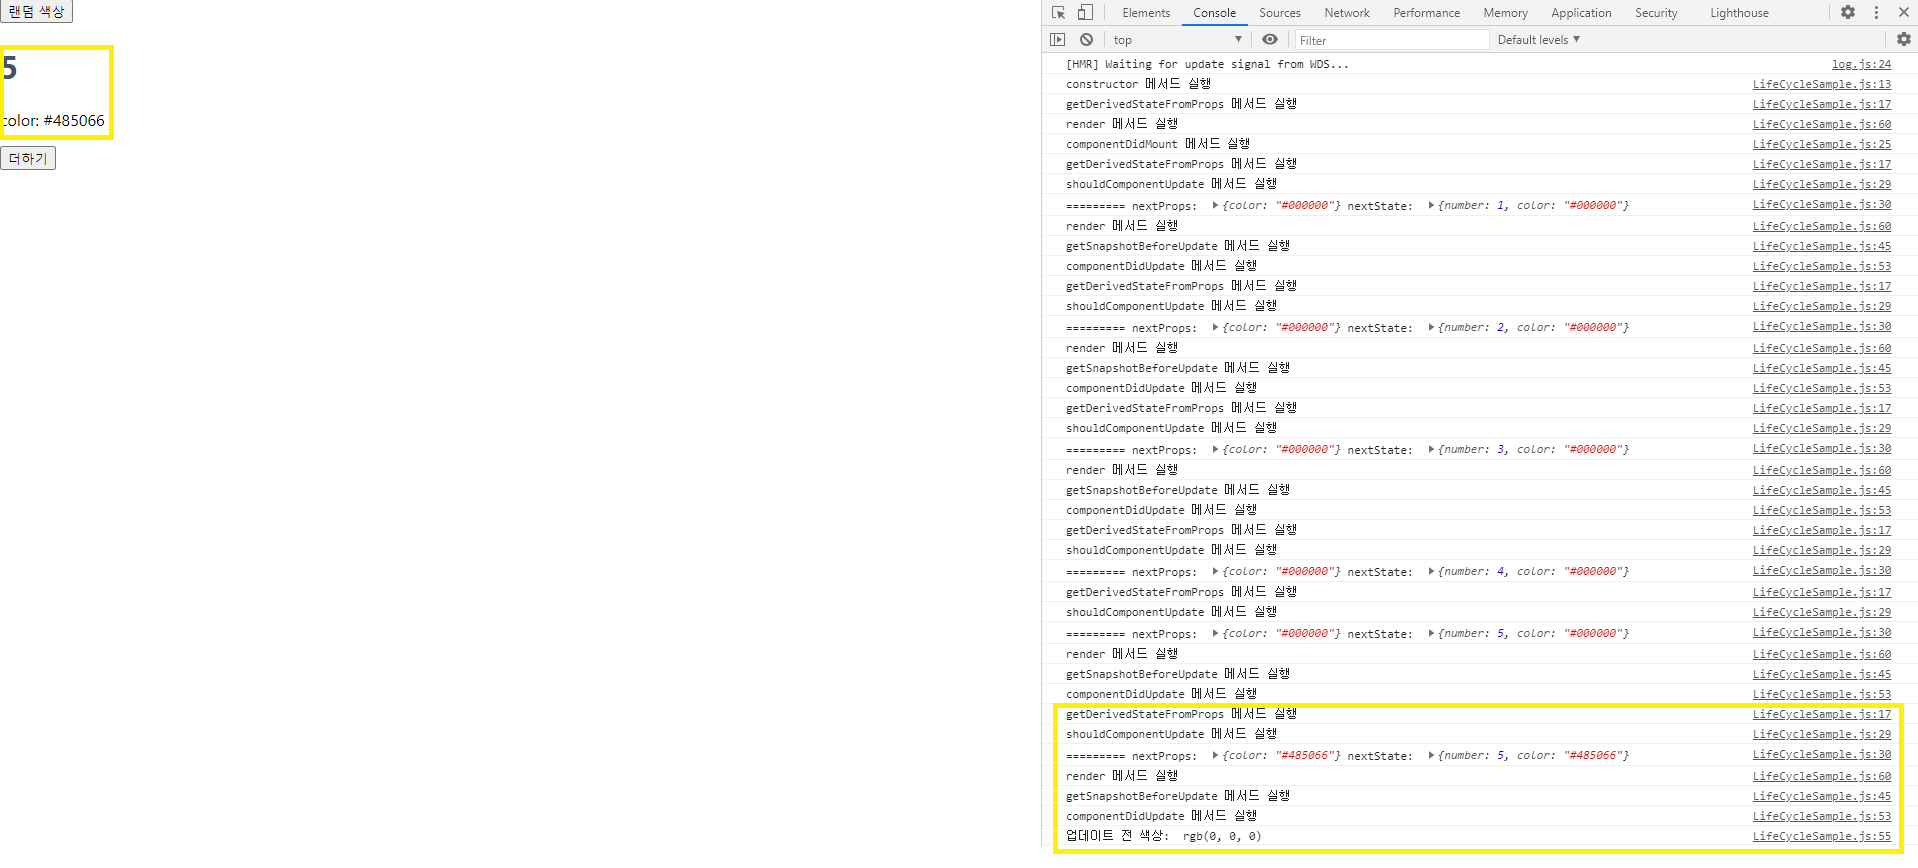 랜덤 색상
5
color: #485066
더하기
Elements Console Sources Network Performance Memory Application Security Lighthouse
top Filter Default levels
[HMR] Waiting for update signal from WDS... log.js:24
constructor 메서드 실행 LifeCycleSample.js:13
getDerivedStateFromProps 메서드 실행 LifeCycleSample.js:17
render 메서드 실행 LifeCycleSample.js:60
componentDidMount 메서드 실행 LifeCycleSample.js:25
getDerivedStateFromProps 메서드 실행 LifeCycleSample.js:17
shouldComponentUpdate 메서드 실행 LifeCycleSample.js:29
========= nextProps: {color: "#000000"} nextState: {number: 1, color: "#000000"} LifeCycleSample.js:30
render 메서드 실행 LifeCycleSample.js:60
getSnapshotBeforeUpdate 메서드 실행 LifeCycleSample.js:45
componentDidUpdate 메서드 실행 LifeCycleSample.js:53
getDerivedStateFromProps 메서드 실행 LifeCycleSample.js:17
shouldComponentUpdate 메서드 실행 LifeCycleSample.js:29
========= nextProps: {color: "#000000"} nextState: {number: 2, color: "#000000"} LifeCycleSample.js:30
render 메서드 실행 LifeCycleSample.js:60
getSnapshotBeforeUpdate 메서드 실행 LifeCycleSample.js:45
componentDidUpdate 메서드 실행 LifeCycleSample.js:53
getDerivedStateFromProps 메서드 실행 LifeCycleSample.js:17
shouldComponentUpdate 메서드 실행 LifeCycleSample.js:29
========= nextProps: {color: "#000000"} nextState: {number: 3, color: "#000000"} LifeCycleSample.js:30
render 메서드 실행 LifeCycleSample.js:60
getSnapshotBeforeUpdate 메서드 실행 LifeCycleSample.js:45
componentDidUpdate 메서드 실행 LifeCycleSample.js:53
getDerivedStateFromProps 메서드 실행 LifeCycleSample.js:17
shouldComponentUpdate 메서드 실행 LifeCycleSample.js:29
========= nextProps: {color: "#000000"} nextState: {number: 4, color: "#000000"} LifeCycleSample.js:30
getDerivedStateFromProps 메서드 실행 LifeCycleSample.js:17
shouldComponentUpdate 메서드 실행 LifeCycleSample.js:29
========= nextProps: {color: "#000000"} nextState: {number: 5, color: "#000000"} LifeCycleSample.js:30
render 메서드 실행 LifeCycleSample.js:60
getSnapshotBeforeUpdate 메서드 실행 LifeCycleSample.js:45
componentDidUpdate 메서드 실행 LifeCycleSample.js:53
getDerivedStateFromProps 메서드 실행 LifeCycleSample.js:17
shouldComponentUpdate 메서드 실행 LifeCycleSample.js:29
========= nextProps: {color: "#485066"} nextState: {number: 5, color: "#485066"} LifeCycleSample.js:30
render 메서드 실행 LifeCycleSample.js:60
getSnapshotBeforeUpdate 메서드 실행 LifeCycleSample.js:45
componentDidUpdate 메서드 실행 LifeCycleSample.js:53
업데이트 전 색상: rgb(0, 0, 0) LifeCycleSample.js:55